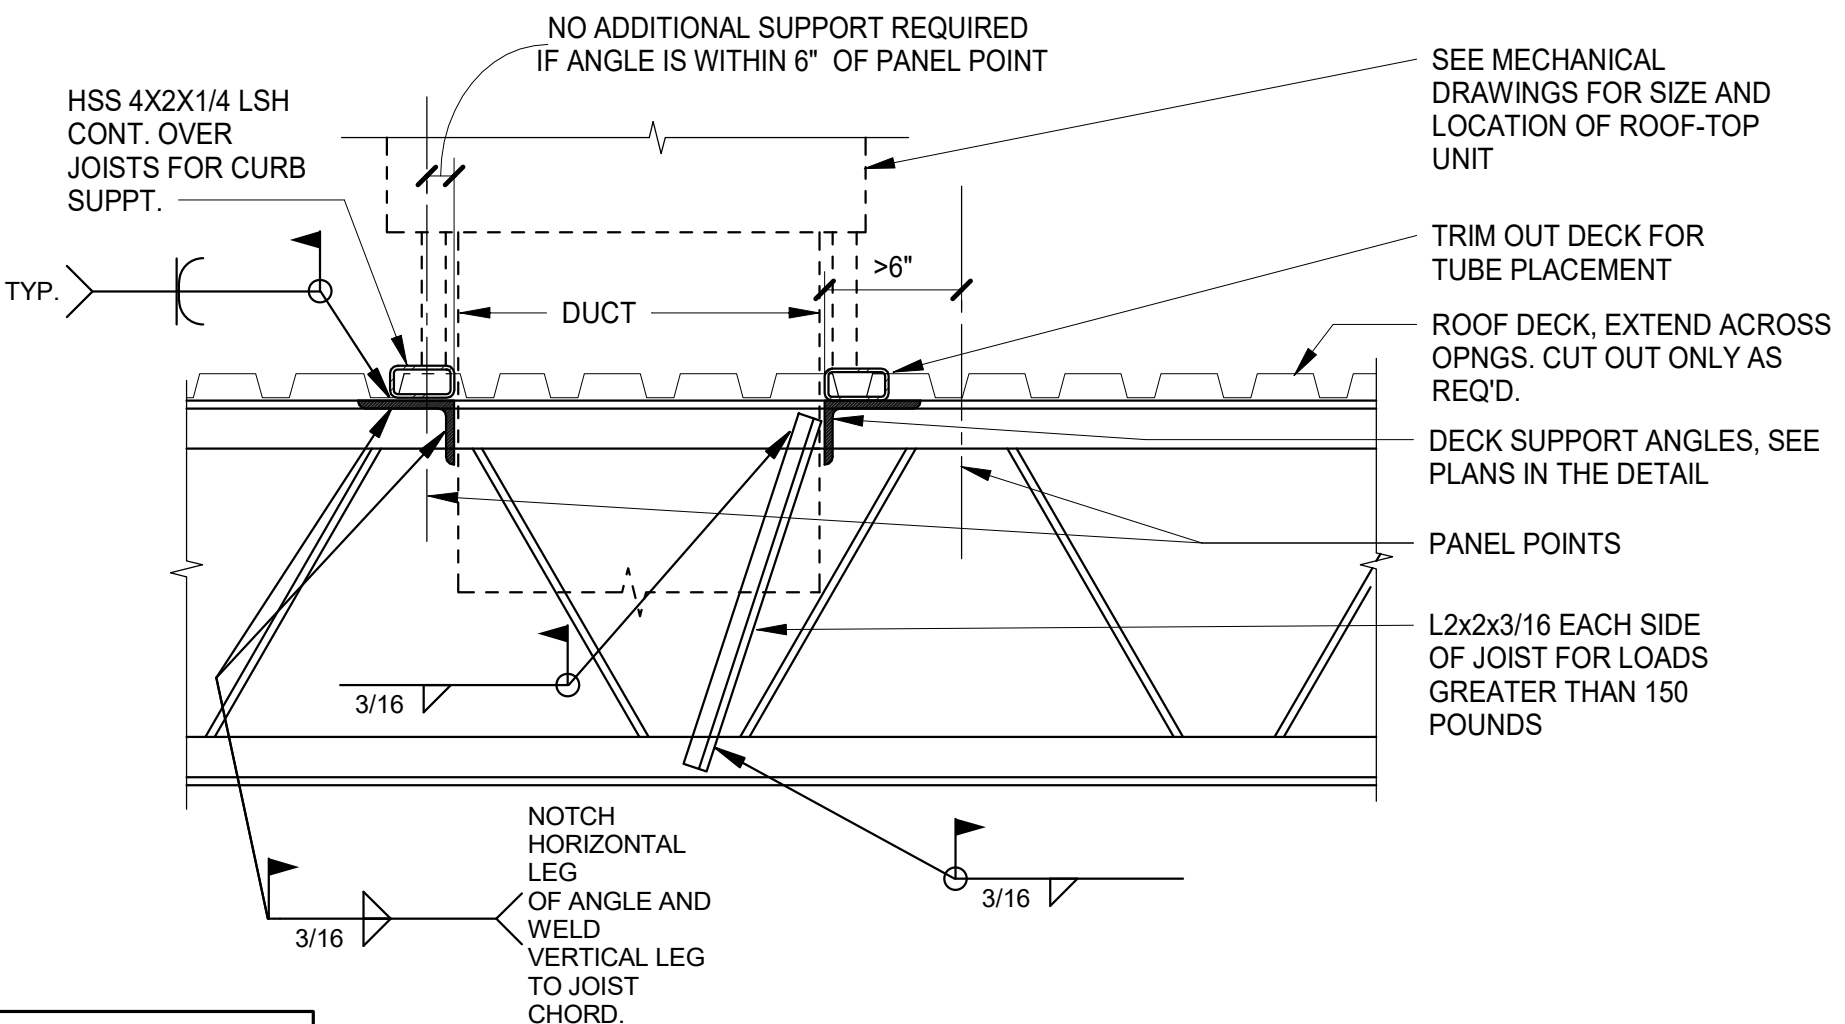 NO ADDITIONAL SUPPORT REQUIRED
IF ANGLE IS WITHIN 6" OF PANEL POINT
HSS 4X2X1/4 LSH
CONT. OVER
JOISTS FOR CURB
SUPPT.
SEE MECHANICAL
DRAWINGS FOR SIZE AND
LOCATION OF ROOF-TOP
UNIT
TRIM OUT DECK FOR
TUBE PLACEMENT
TYP.
>6"
DUCT
ROOF DECK, EXTEND ACROSS
OPNGS. CUT OUT ONLY AS
REQ'D.
DECK SUPPORT ANGLES, SEE
PLANS IN THE DETAIL
PANEL POINTS
L2x2x3/16 EACH SIDE
OF JOIST FOR LOADS
GREATER THAN 150
POUNDS
3/16
3/16
NOTCH
HORIZONTAL
LEG
OF ANGLE AND
WELD
VERTICAL LEG
TO JOIST
CHORD.
3/16